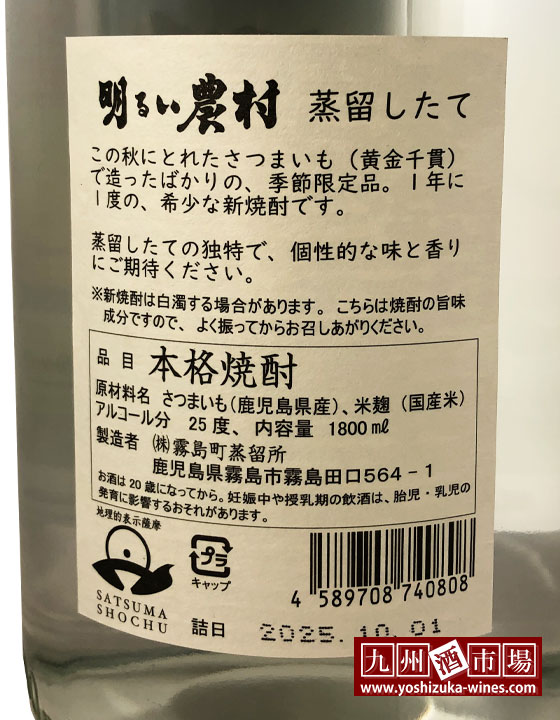 明るい農村 蒸留したて
この秋にとれたさつまいも（黄金千貫）
で造ったばかりの、季節限定品。1年に
1度の、希少な新焼酎です。
蒸留したての独特で、個性的な味と香り
にご期待ください。
※新焼酎は白濁する場合があります。こちらは焼酎の旨味
成分ですので、よく振ってからお召しあがりください。
品目 本格焼酎
原材料名 さつまいも（鹿児島県産）、米麹（国産米）
アルコール分 25度、内容量 1800㎖
製造者 ㈱霧島町蒸留所
鹿児島県霧島市霧島田口564-1
お酒は20歳になってから。妊娠中や授乳期の飲酒は、胎児・乳児の
発育に影響するおそれがあります。
地理的表示薩摩
SATSUMA
SHOCHU
プラ
キャップ
4 589708 740808
詰日 2025.10.01
九州酒市場
www.yoshizuka-wines.com